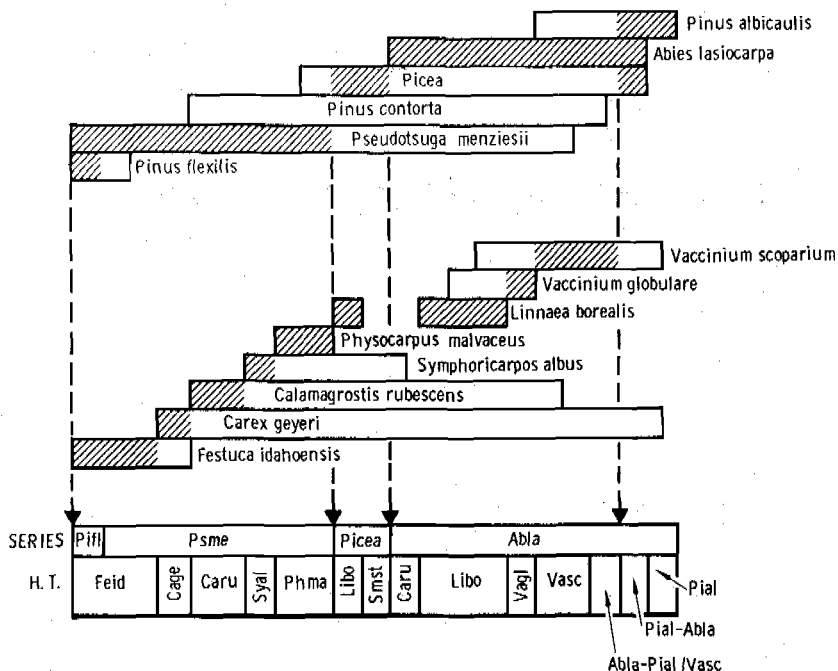 Pinus albicaulis
Abies lasiocarpa
Picea
Pinus contorta
Pseudotsuga menziesii
Pinus flexilis
Vaccinium scoparium
Vaccinium globulare
Linnaea borealis
Physocarpus malvaceus
Symphoricarpos albus
Calamagrostis rubescens
Carex geyeri
Festuca idahoensis
SERIES Pifl Psme Picea Abla
H. T. Feid Cage Caru Syal Phma Libo Smst Caru Libo Vagl Vasc
Pial
Pial-Abla
Abla-Pial/Vasc